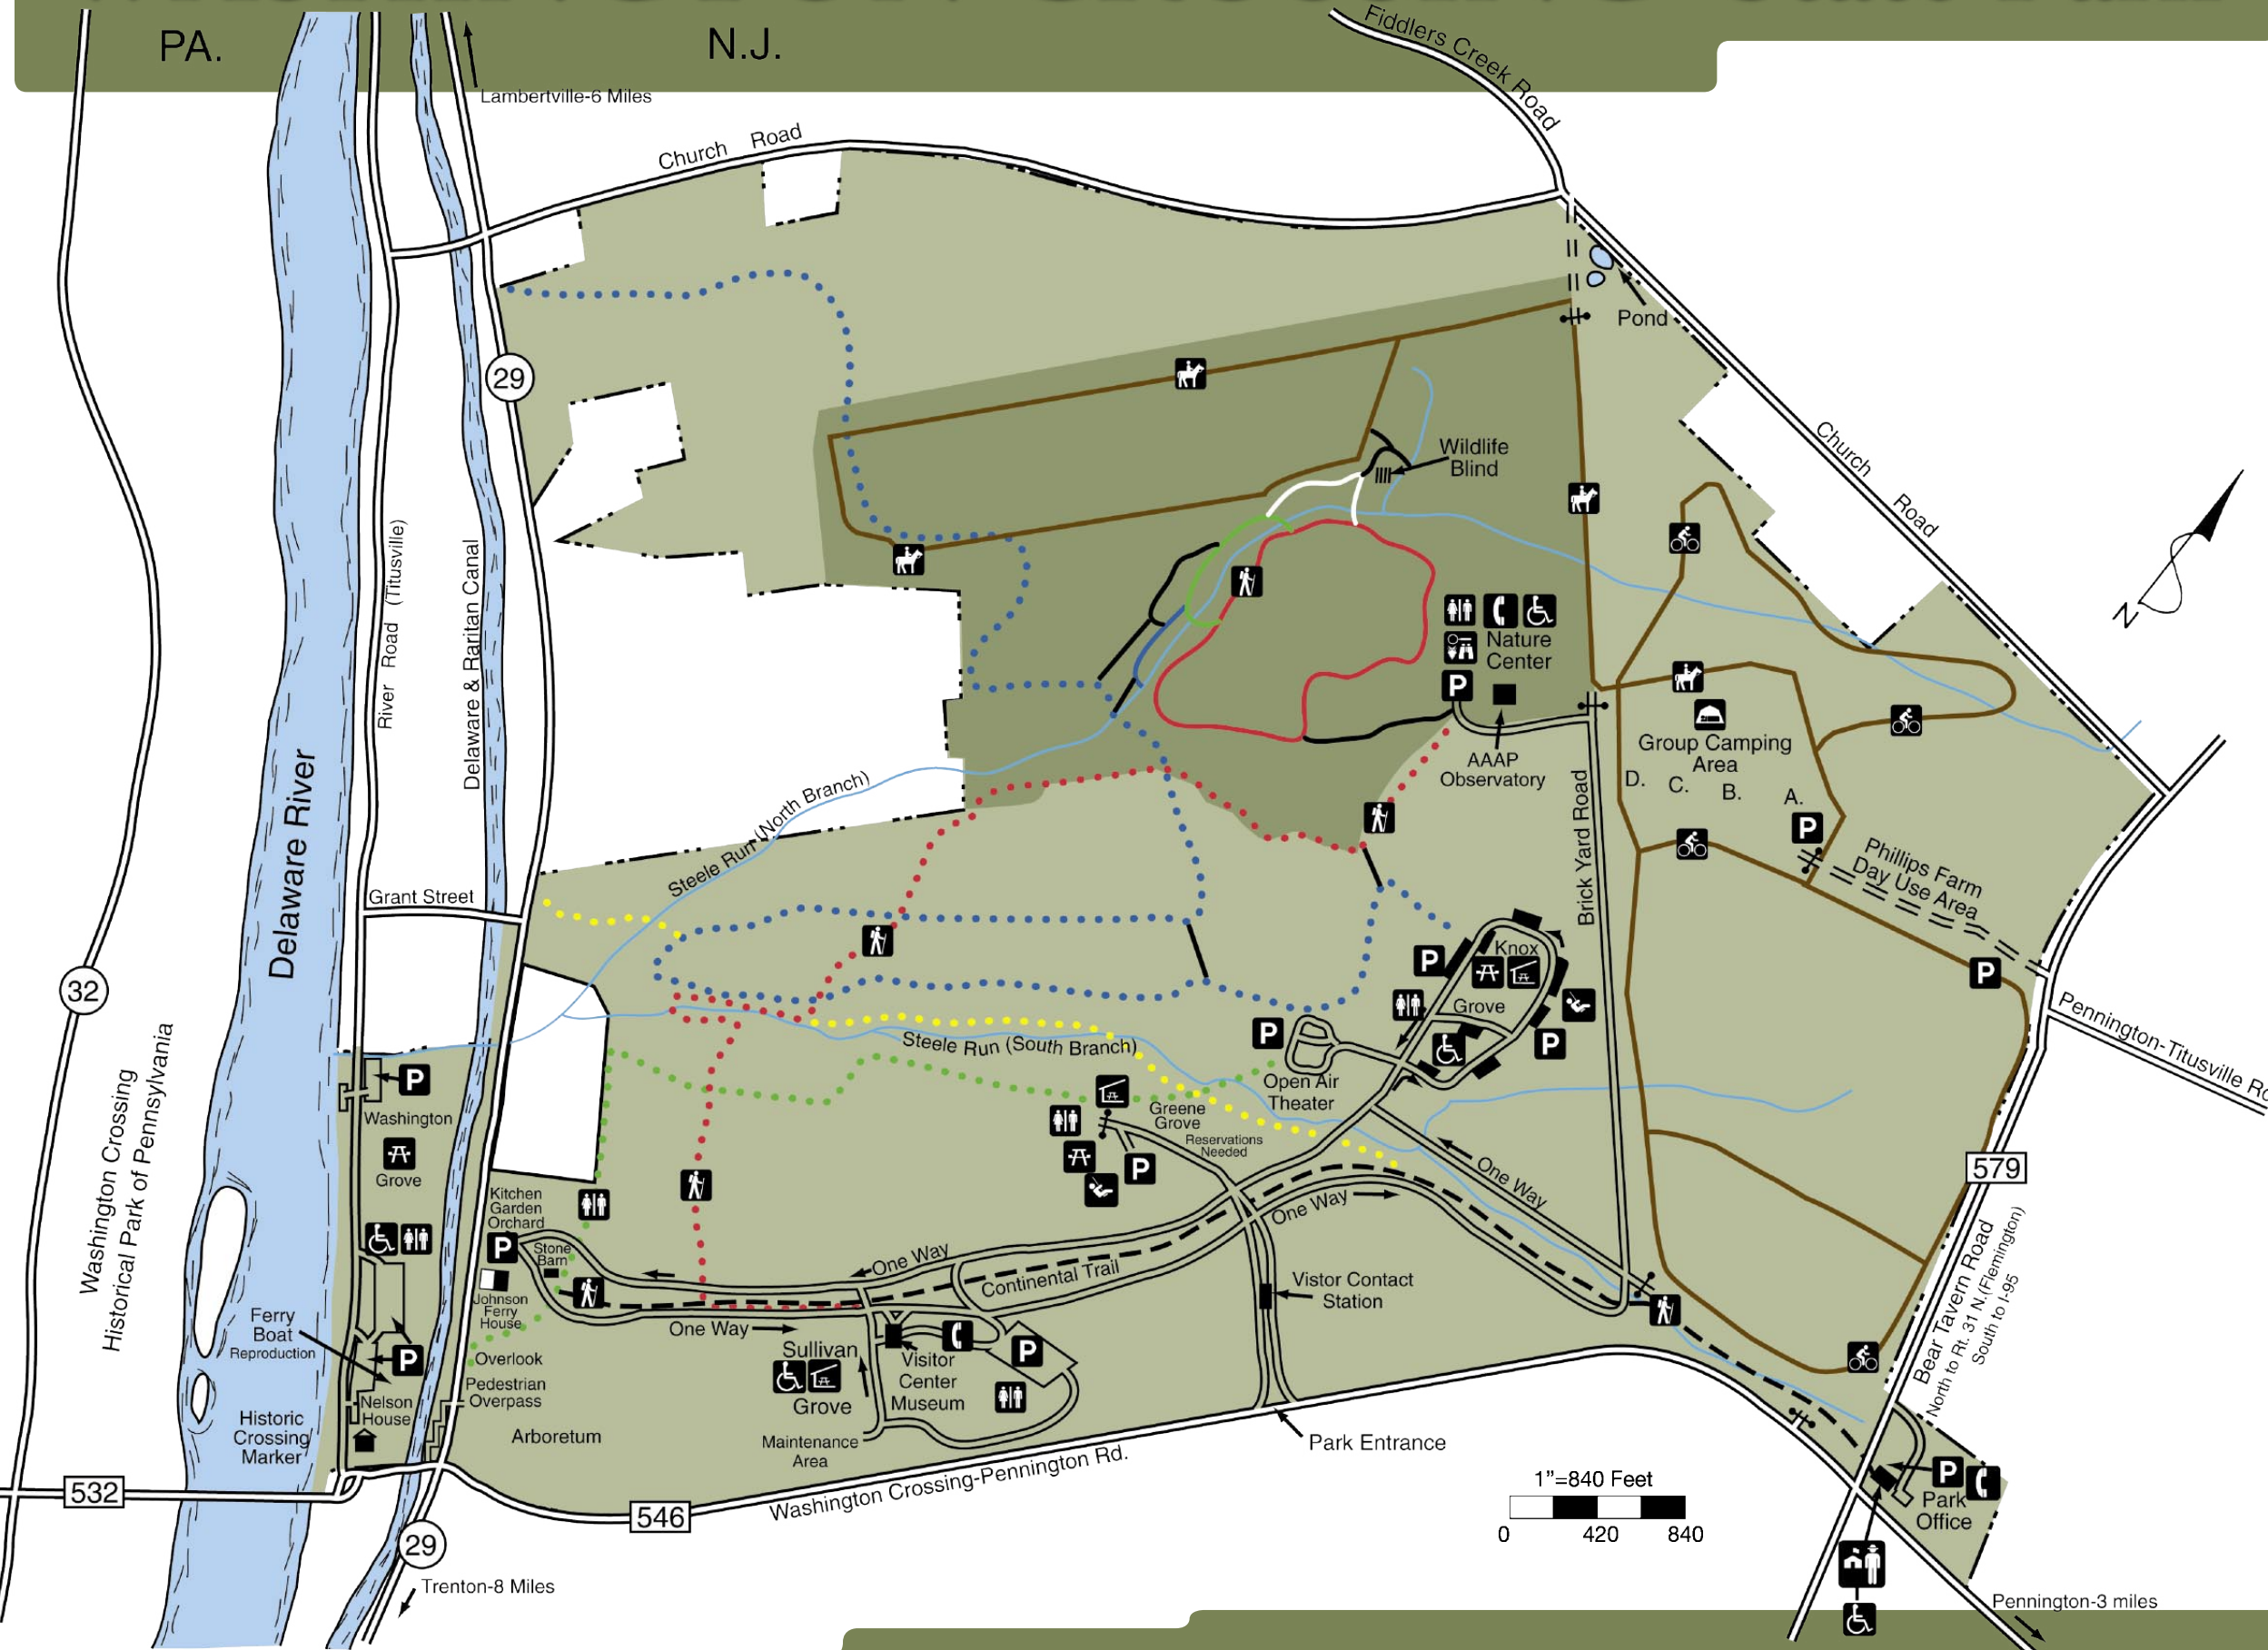 PA.
N.J.
Fiddlers Creek Road
Lambertville-6 Miles
Church Road
Pond
29
Wildlife
Blind
Church Road
N
River Road (Titusville)
Delaware & Raritan Canal
Nature
Center
P
AAAP
Observatory
Group Camping
Area
D.
C.
B.
A.
P
Brick Yard Road
Phillips Farm
Day Use Area
P
Pennington-Titusville
Delaware River
Steele Run (North Branch)
Grant Street
32
Washington Crossing
Historical Park of Pennsylvania
P
Knox
Grove
P
P
Steele Run (South Branch)
Open Air
Theater
P
Washington
Grove
Greene
Grove
Reservations
Needed
P
One Way
579
Kitchen
Garden
Orchard
P
Stone
Barn
Johnson
Ferry
House
One Way
One Way
Continental Trail
Vistor Contact
Station
Bear Tavern Road
North to Rt. 31 N.(Flemington)
South to I-95
Ferry
Boat
Reproduction
P
One Way
Overlook
Pedestrian
Overpass
Sullivan
Grove
Visitor
Center
Museum
P
Nelson
House
Historic
Crossing
Marker
Arboretum
Maintenance
Area
Park Entrance
Washington Crossing-Pennington Rd.
532
546
1"=840 Feet
0 420 840
P
Park
Office
29
Trenton-8 Miles
Pennington-3 miles